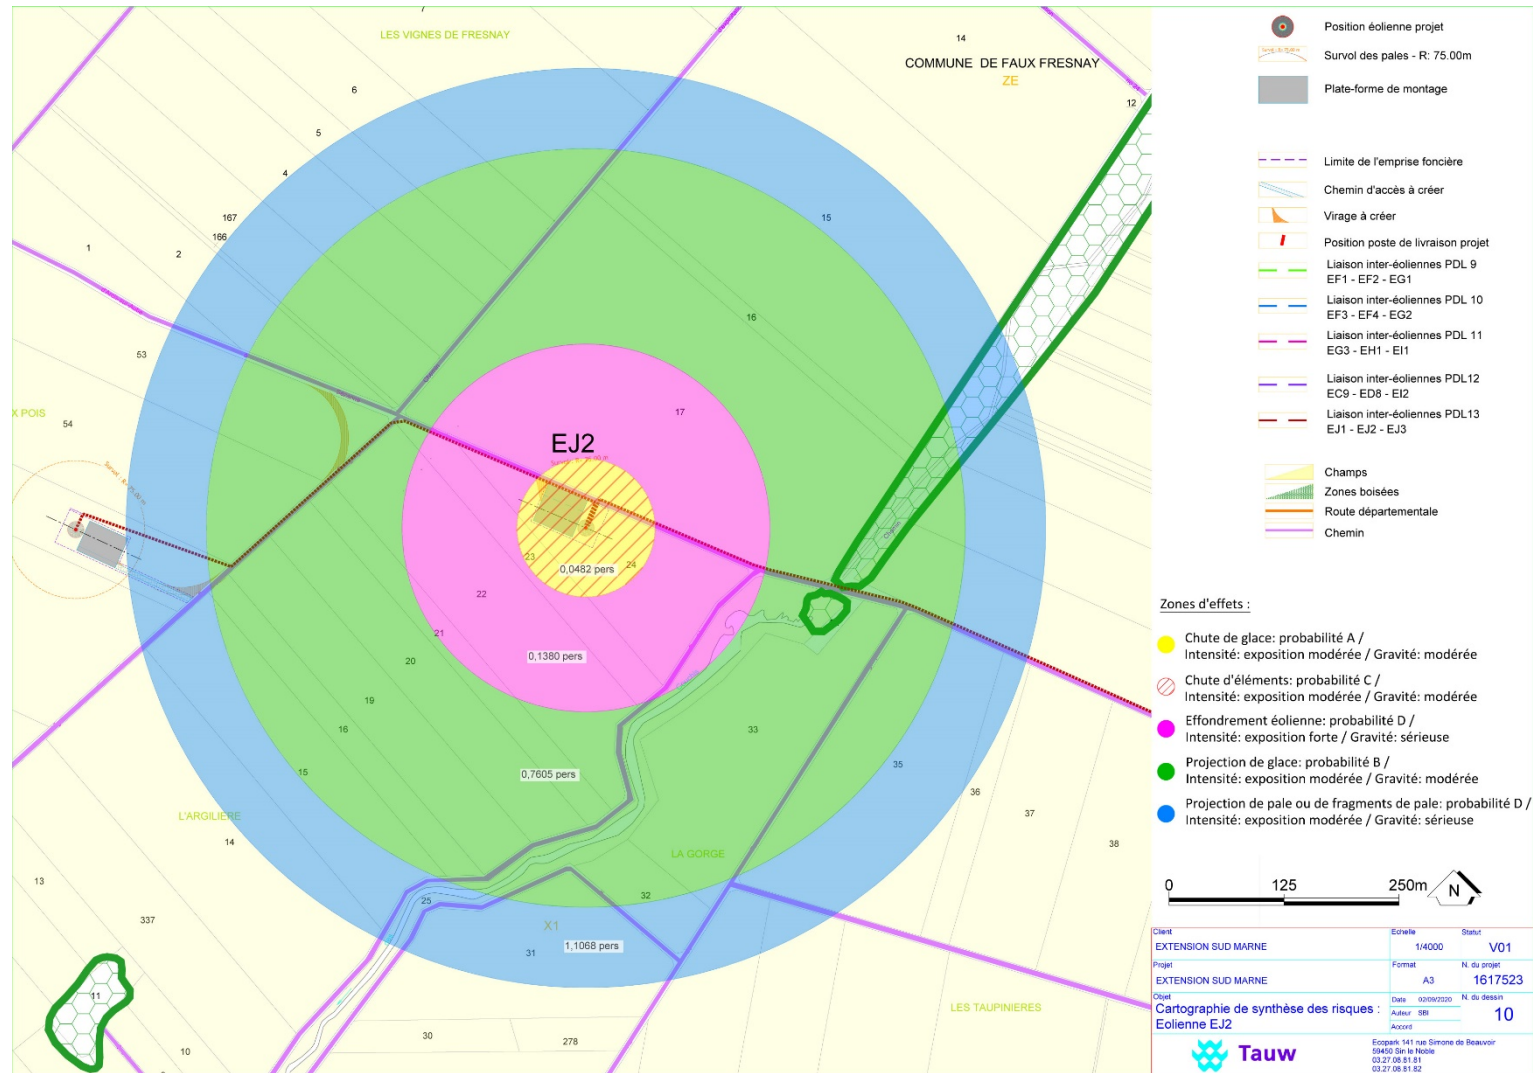 LES VIGNES DE FRESNAY
14
COMMUNE DE FAUX FRESNAY
ZE
12
6
5
4
15
167
166
1
2
16
53
17
X POIS
54
EJ2
23
24
0,0482 pers
22
21
0,1380 pers
20
19
16
33
15
0,7605 pers
35
36
37
38
L'ARGILIERE
14
LA GORGE
13
32
25
337
X1
31
1,1068 pers
11
LES TAUPINIERES
30
278
10
Position éolienne projet
Survol des pales - R: 75.00m
Plate-forme de montage
Limite de l'emprise foncière
Chemin d'accès à créer
Virage à créer
Position poste de livraison projet
Liaison inter-éoliennes PDL 9
EF1 - EF2 - EG1
Liaison inter-éoliennes PDL 10
EF3 - EF4 - EG2
Liaison inter-éoliennes PDL 11
EG3 - EH1 - EI1
Liaison inter-éoliennes PDL12
EC9 - ED8 - EI2
Liaison inter-éoliennes PDL13
EJ1 - EJ2 - EJ3
Champs
Zones boisées
Route départementale
Chemin
Zones d'effets :
Chute de glace: probabilité A /
Intensité: exposition modérée / Gravité: modérée
Chute d'éléments: probabilité C /
Intensité: exposition modérée / Gravité: modérée
Effondrement éolienne: probabilité D /
Intensité: exposition forte / Gravité: sérieuse
Projection de glace: probabilité B /
Intensité: exposition modérée / Gravité: modérée
Projection de pale ou de fragments de pale: probabilité D /
Intensité: exposition modérée / Gravité: sérieuse
0 125 250m N
Client Echelle Statut
EXTENSION SUD MARNE 1/4000 V01
Projet Format N. du projet
EXTENSION SUD MARNE A3 1617523
Objet Date 02/09/2020 N. du dessin
Cartographie de synthèse des risques : Auteur SBI 10
Eolienne EJ2 Accord
Tauw
Ecopark 141 rue Simone de Beauvoir
59450 Sin le Noble
03.27.08.81.81
03.27.08.81.82